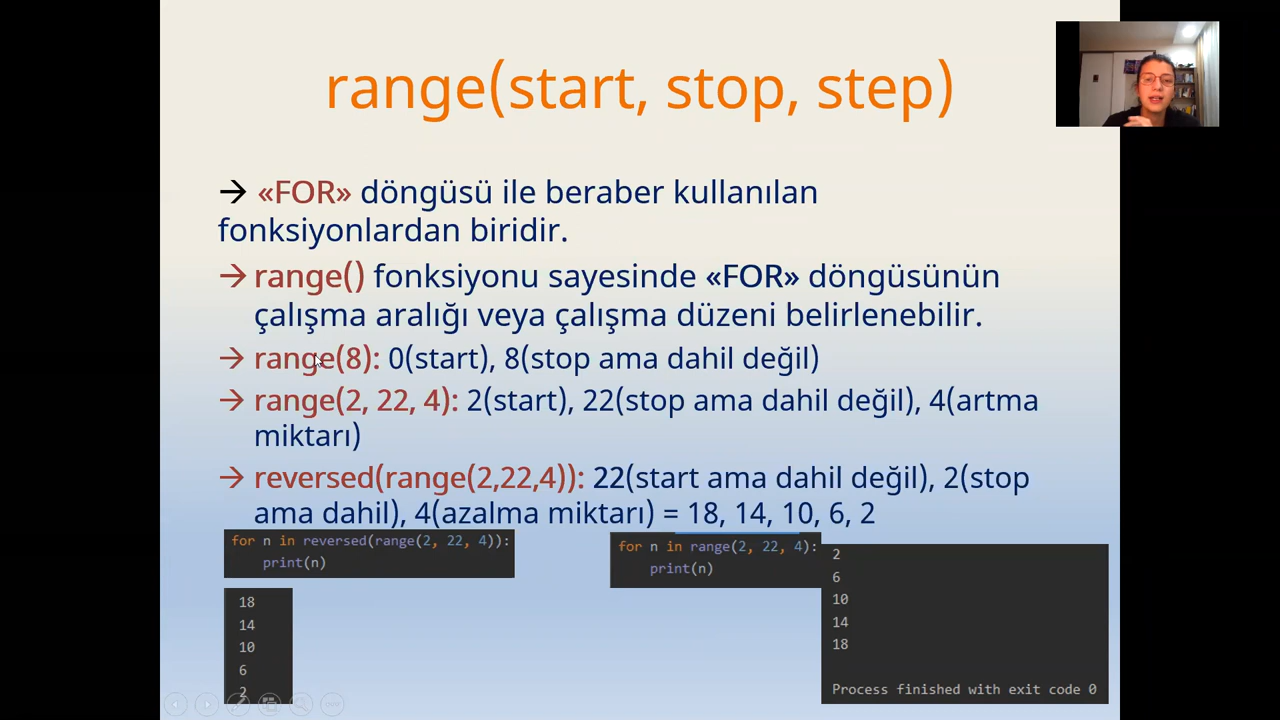 range(start, stop, step)
→ «FOR» döngüsü ile beraber kullanılan
fonksiyonlardan biridir.
→ range() fonksiyonu sayesinde «FOR» döngüsünün
çalışma aralığı veya çalışma düzeni belirlenebilir.
→ range(8): 0(start), 8(stop ama dahil değil)
→ range(2, 22, 4): 2(start), 22(stop ama dahil değil), 4(artma
miktarı)
→ reversed(range(2,22,4)): 22(start ama dahil değil), 2(stop
ama dahil), 4(azalma miktarı) = 18, 14, 10, 6, 2
for n in reversed(range(2, 22, 4)):
print(n)
18
14
10
6
2
for n in range(2, 22, 4):
print(n)
2
6
10
14
18
Process finished with exit code 0